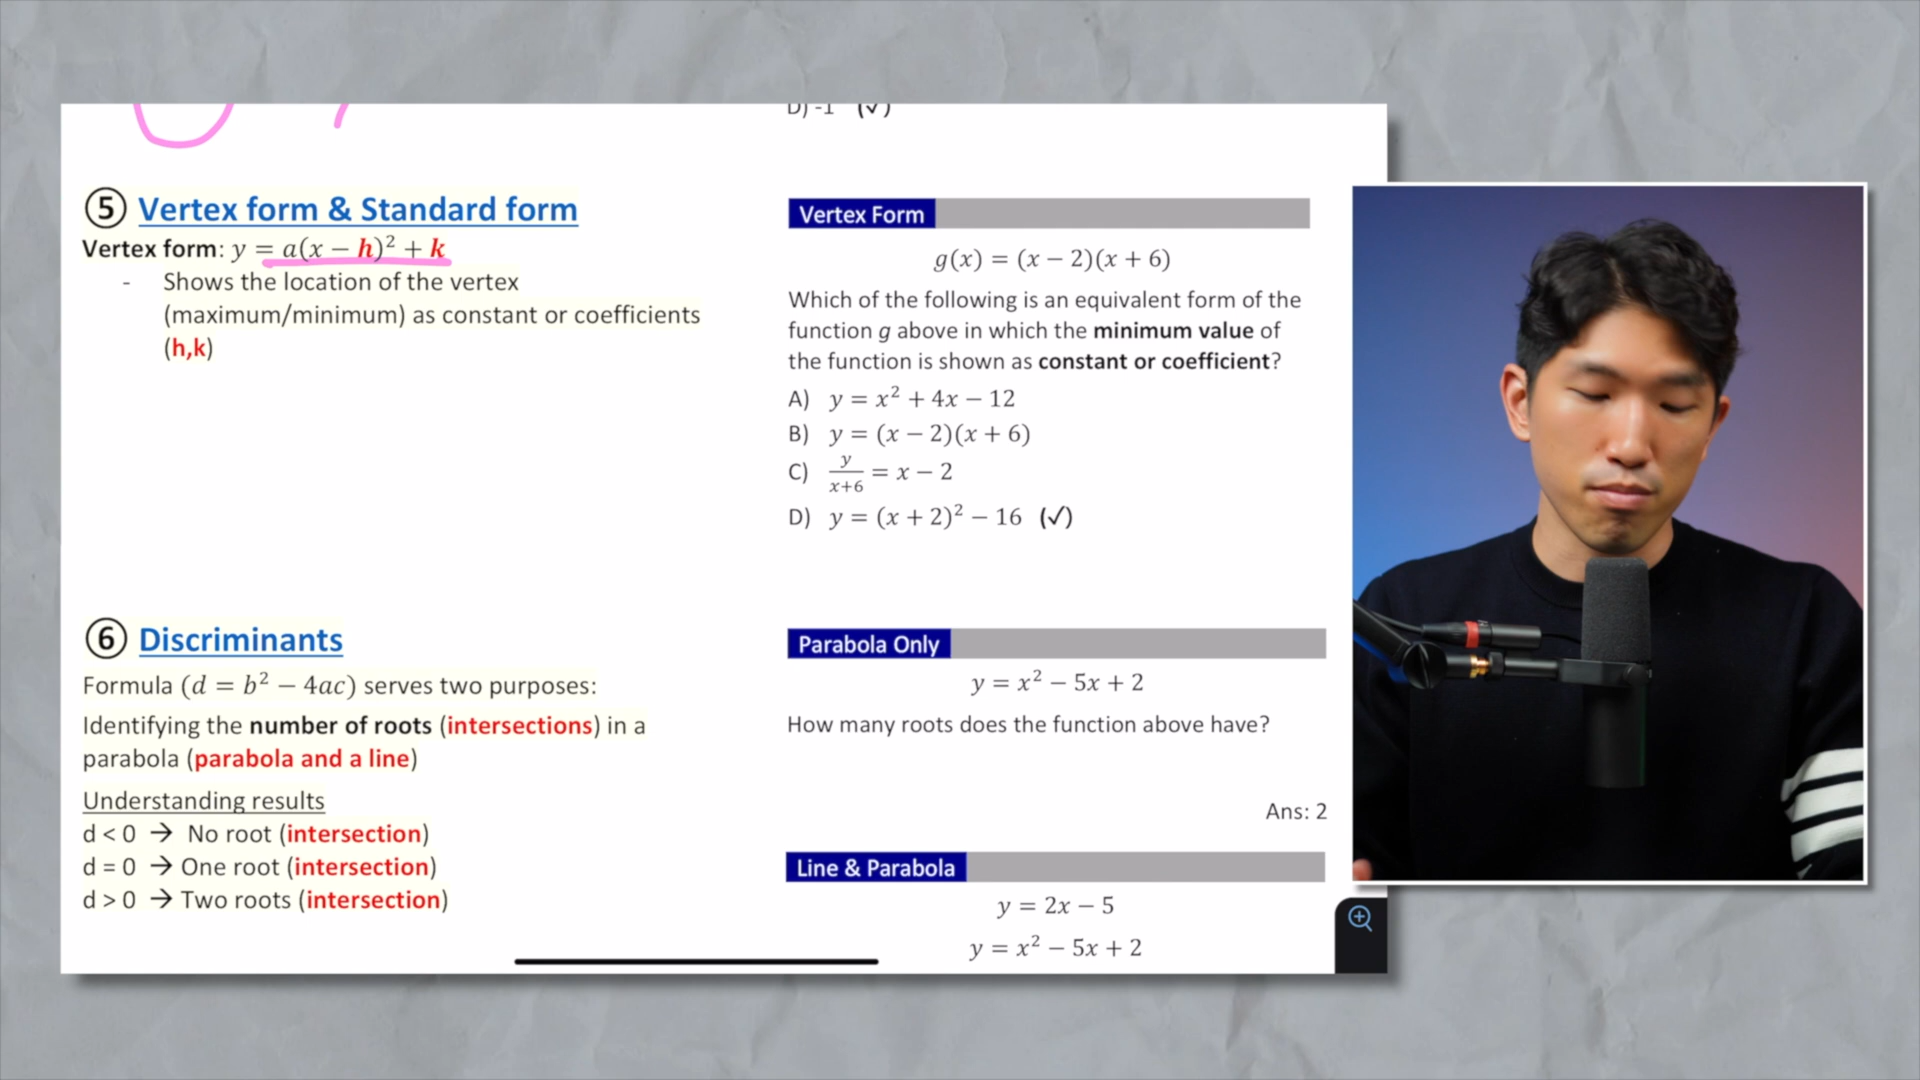 D) -1 (✓)
⑤ Vertex form & Standard form
Vertex form: y = a(x − h)² + k
- Shows the location of the vertex
(maximum/minimum) as constant or coefficients
(h,k)
Vertex Form
g(x) = (x − 2)(x + 6)
Which of the following is an equivalent form of the
function g above in which the minimum value of
the function is shown as constant or coefficient?
A) y = x² + 4x − 12
B) y = (x − 2)(x + 6)
C) y/(x+6) = x − 2
D) y = (x + 2)² − 16 (✓)
⑥ Discriminants
Formula (d = b² − 4ac) serves two purposes:
Identifying the number of roots (intersections) in a
parabola (parabola and a line)
Understanding results
d < 0 → No root (intersection)
d = 0 → One root (intersection)
d > 0 → Two roots (intersection)
Parabola Only
y = x² − 5x + 2
How many roots does the function above have?
Ans: 2
Line & Parabola
y = 2x − 5
y = x² − 5x + 2